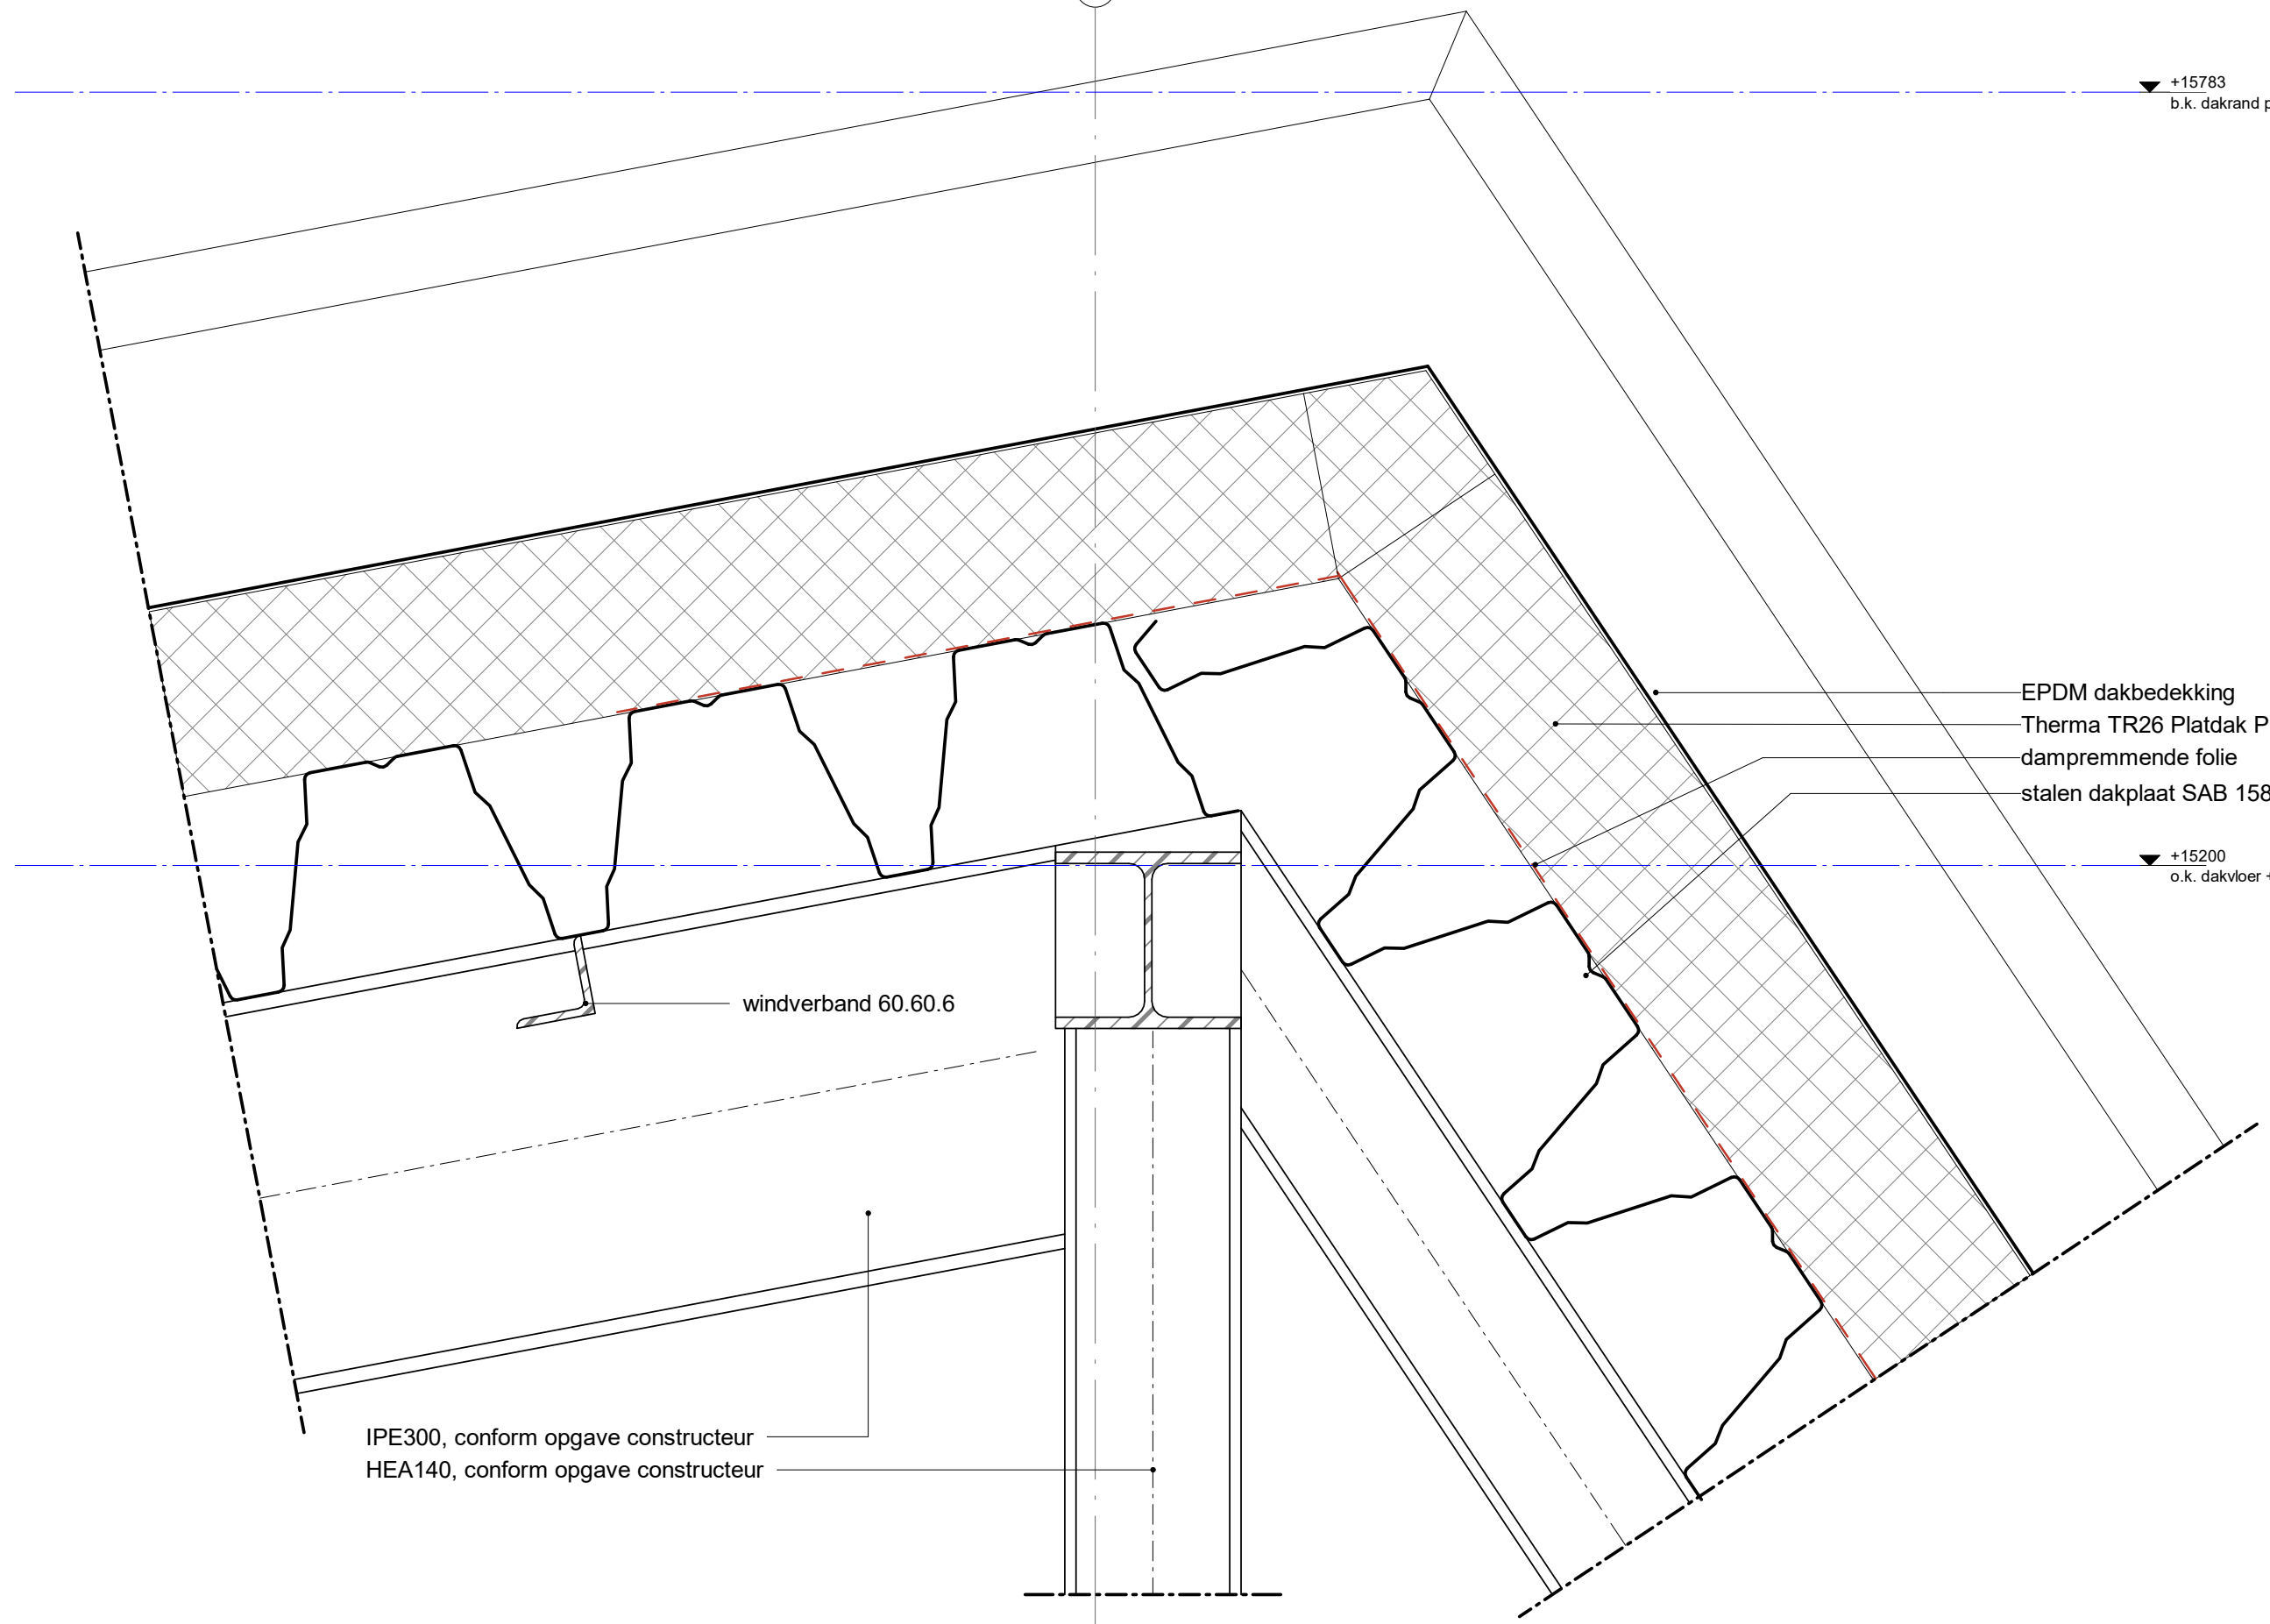 +15783
b.k. dakrand p
EPDM dakbedekking
Therma TR26 Platdak P
dampremmende folie
stalen dakplaat SAB 158
+15200
o.k. dakvloer +
windverband 60.60.6
IPE300, conform opgave constructeur
HEA140, conform opgave constructeur